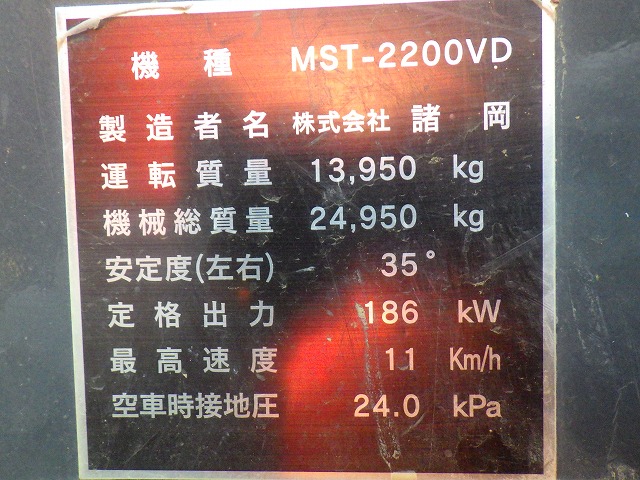 機種 MST-2200VD
製造者名 株式会社 諸岡
運転質量 13,950 kg
機械総質量 24,950 kg
安定度(左右) 35°
定格出力 186 kW
最高速度 11 Km/h
空車時接地圧 24.0 kPa